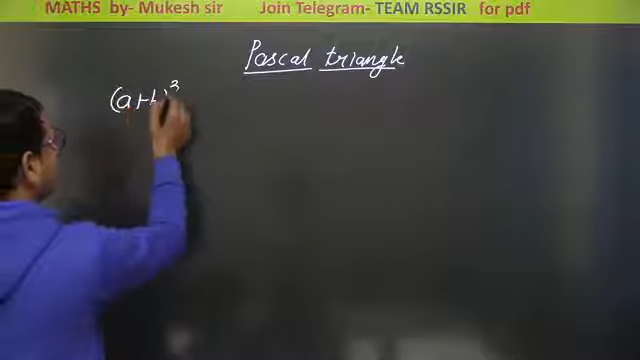 MATHS by- Mukesh sir Join Telegram- TEAM RSSIR for pdf
Pascal triangle
(a+b)³